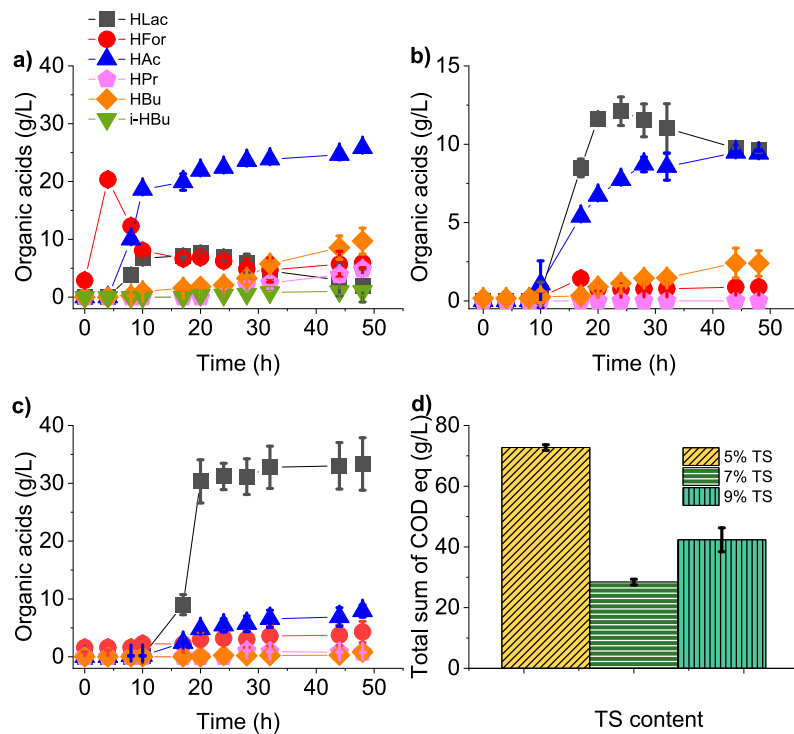 HLac
HFor
HAc
HPr
HBu
i-HBu
a)
40
30
20
10
0
Organic acids (g/L)
0 10 20 30 40 50
Time (h)
b)
15
10
5
0
Organic acids (g/L)
0 10 20 30 40 50
Time (h)
c)
40
30
20
10
0
Organic acids (g/L)
0 10 20 30 40 50
Time (h)
d)
80
60
40
20
0
Total sum of COD eq (g/L)
5% TS
7% TS
9% TS
TS content